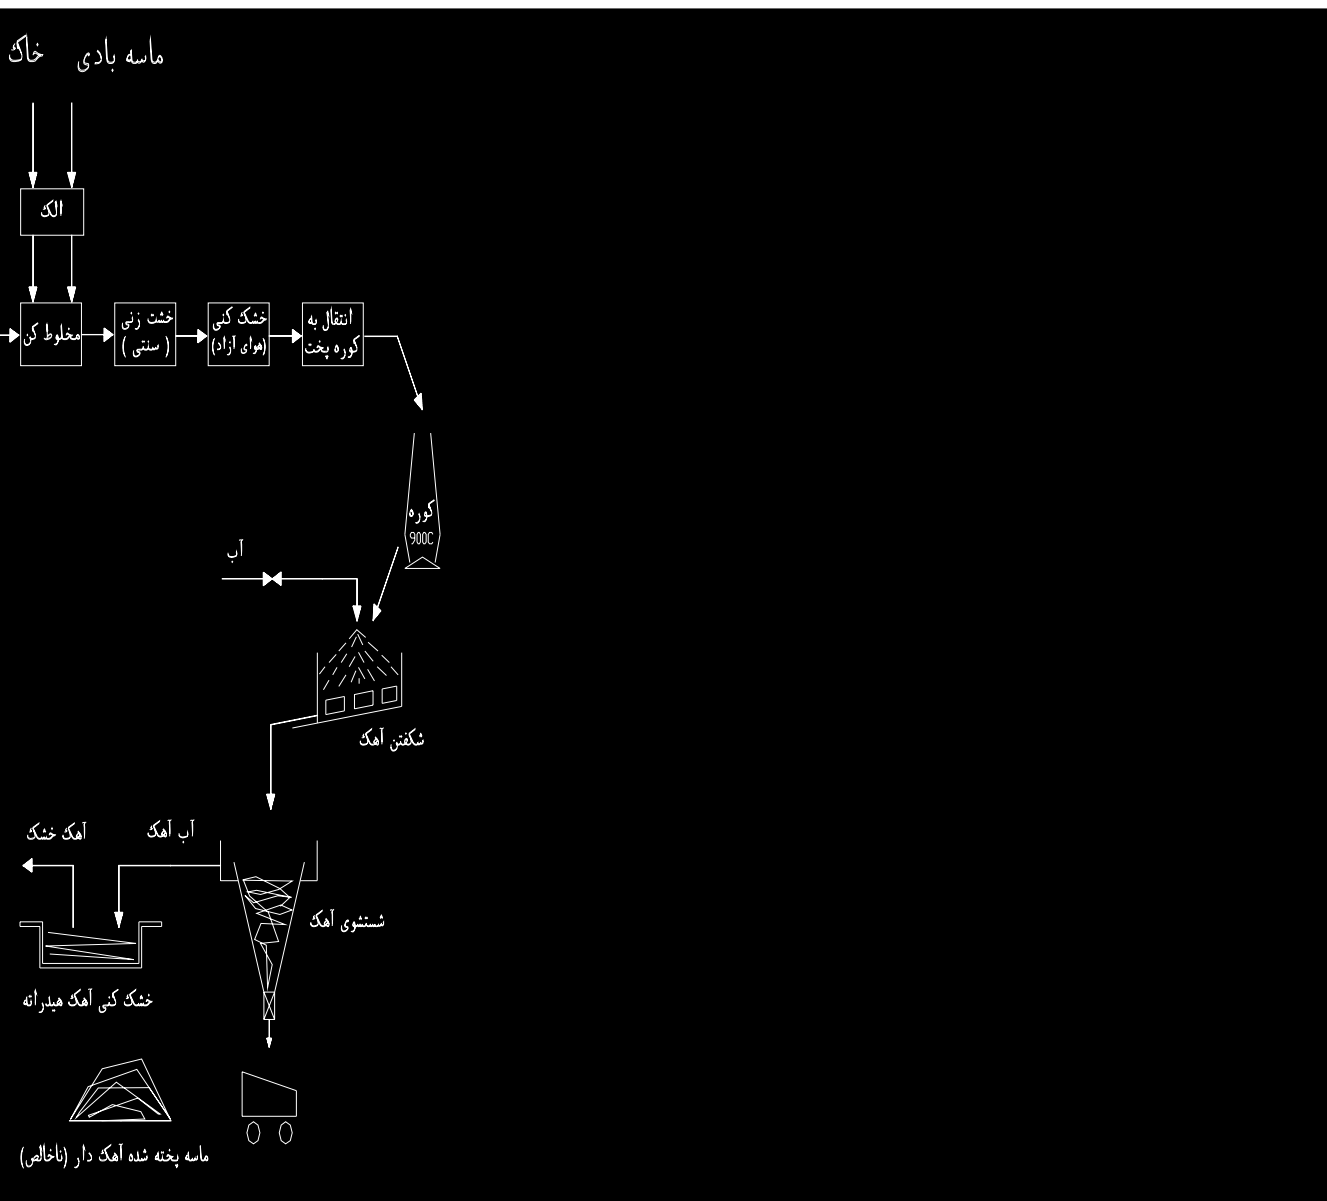 خاک
ماسه بادی
الک
مخلوط کن
خشت زنی
( سنتی )
خشک کنی
(هوای آزاد)
انتقال به
کوره پخت
کوره
900C
آب
شکفتن آهک
آهک خشک
آب آهک
شستشوی آهک
خشک کنی آهک هیدراته
ماسه پخته شده آهک دار (ناخالص)